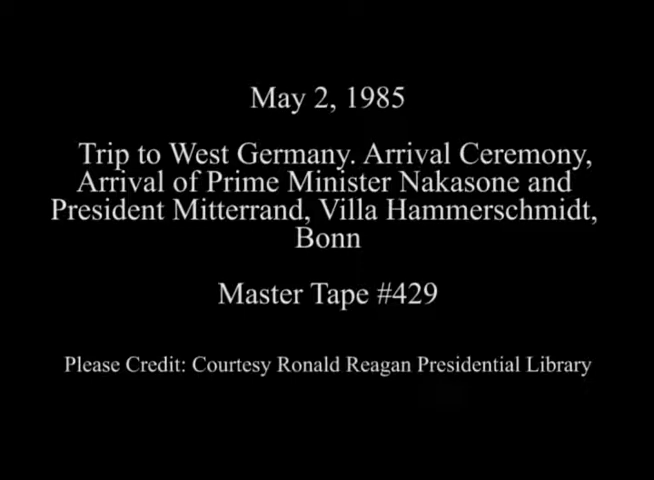 May 2, 1985
Trip to West Germany. Arrival Ceremony,
Arrival of Prime Minister Nakasone and
President Mitterrand, Villa Hammerschmidt,
Bonn
Master Tape #429
Please Credit: Courtesy Ronald Reagan Presidential Library